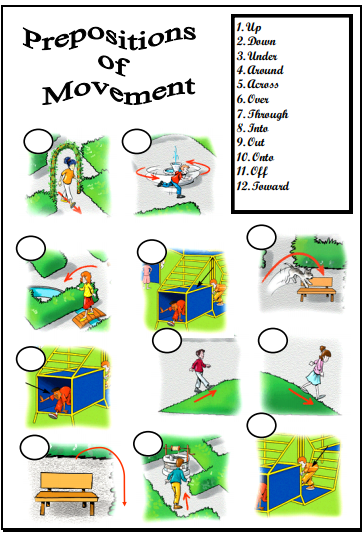 Prepositions
of
Movement
1. Up
2. Down
3. Under
4. Around
5. Across
6. Over
7. Through
8. Into
9. Out
10. Onto
11. Off
12. Toward